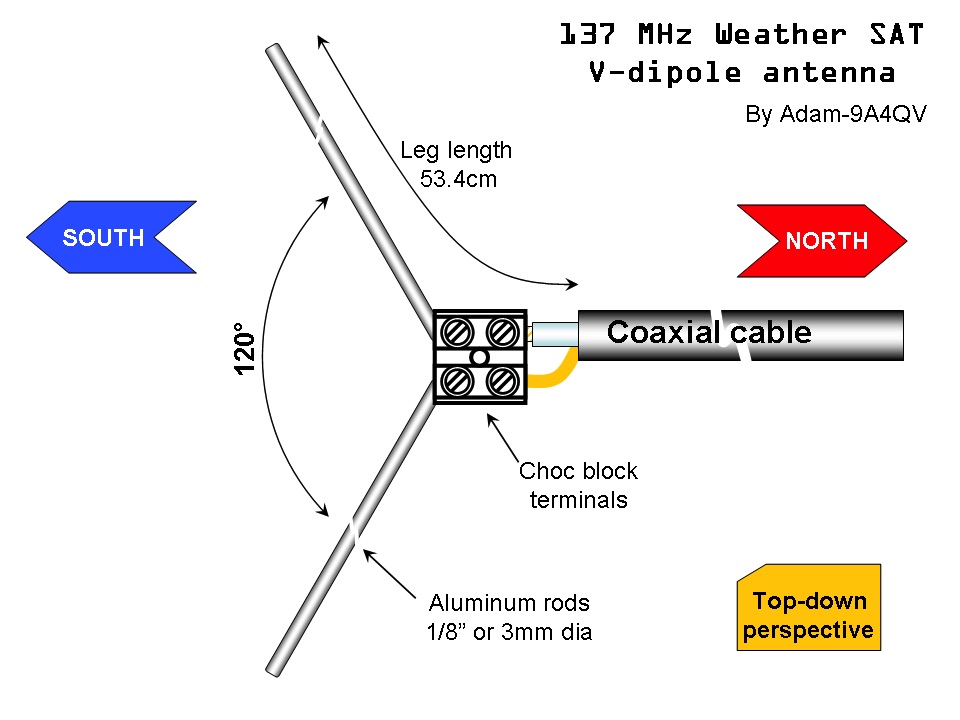 137 MHz Weather SAT
V-dipole antenna
By Adam-9A4QV
Leg length
53.4cm
SOUTH
NORTH
120°
Coaxial cable
Choc block
terminals
Aluminum rods
1/8” or 3mm dia
Top-down
perspective